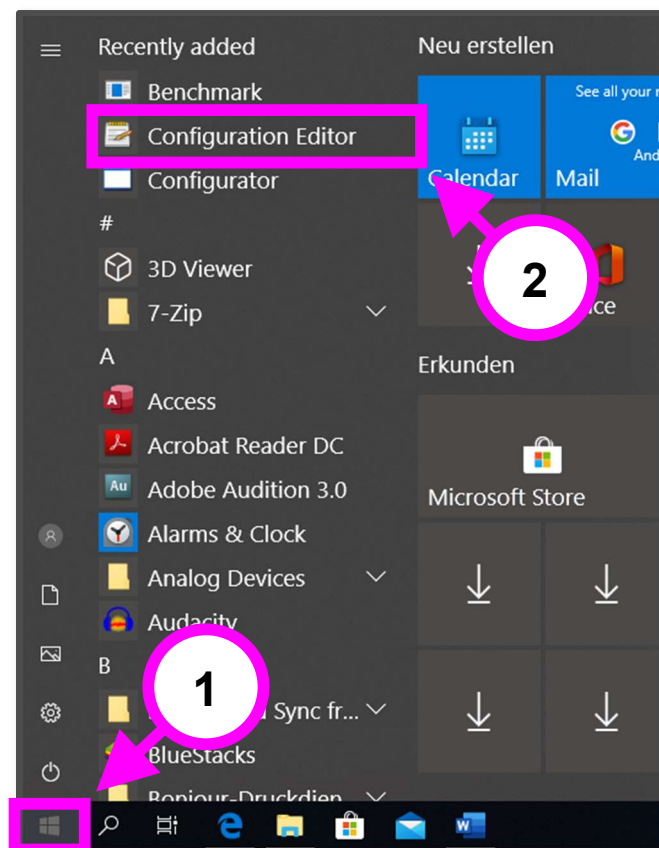 Recently added
Benchmark
Configuration Editor
Configurator
#
3D Viewer
7-Zip
A
Access
Acrobat Reader DC
Au
Adobe Audition 3.0
Alarms & Clock
Analog Devices
Audacity
B
Sync fr...
BlueStacks
Bonjour-Druckdien
1
Neu erstellen
Calendar
See all your
G
And
Mail
2
ice
Erkunden
Microsoft Store
W